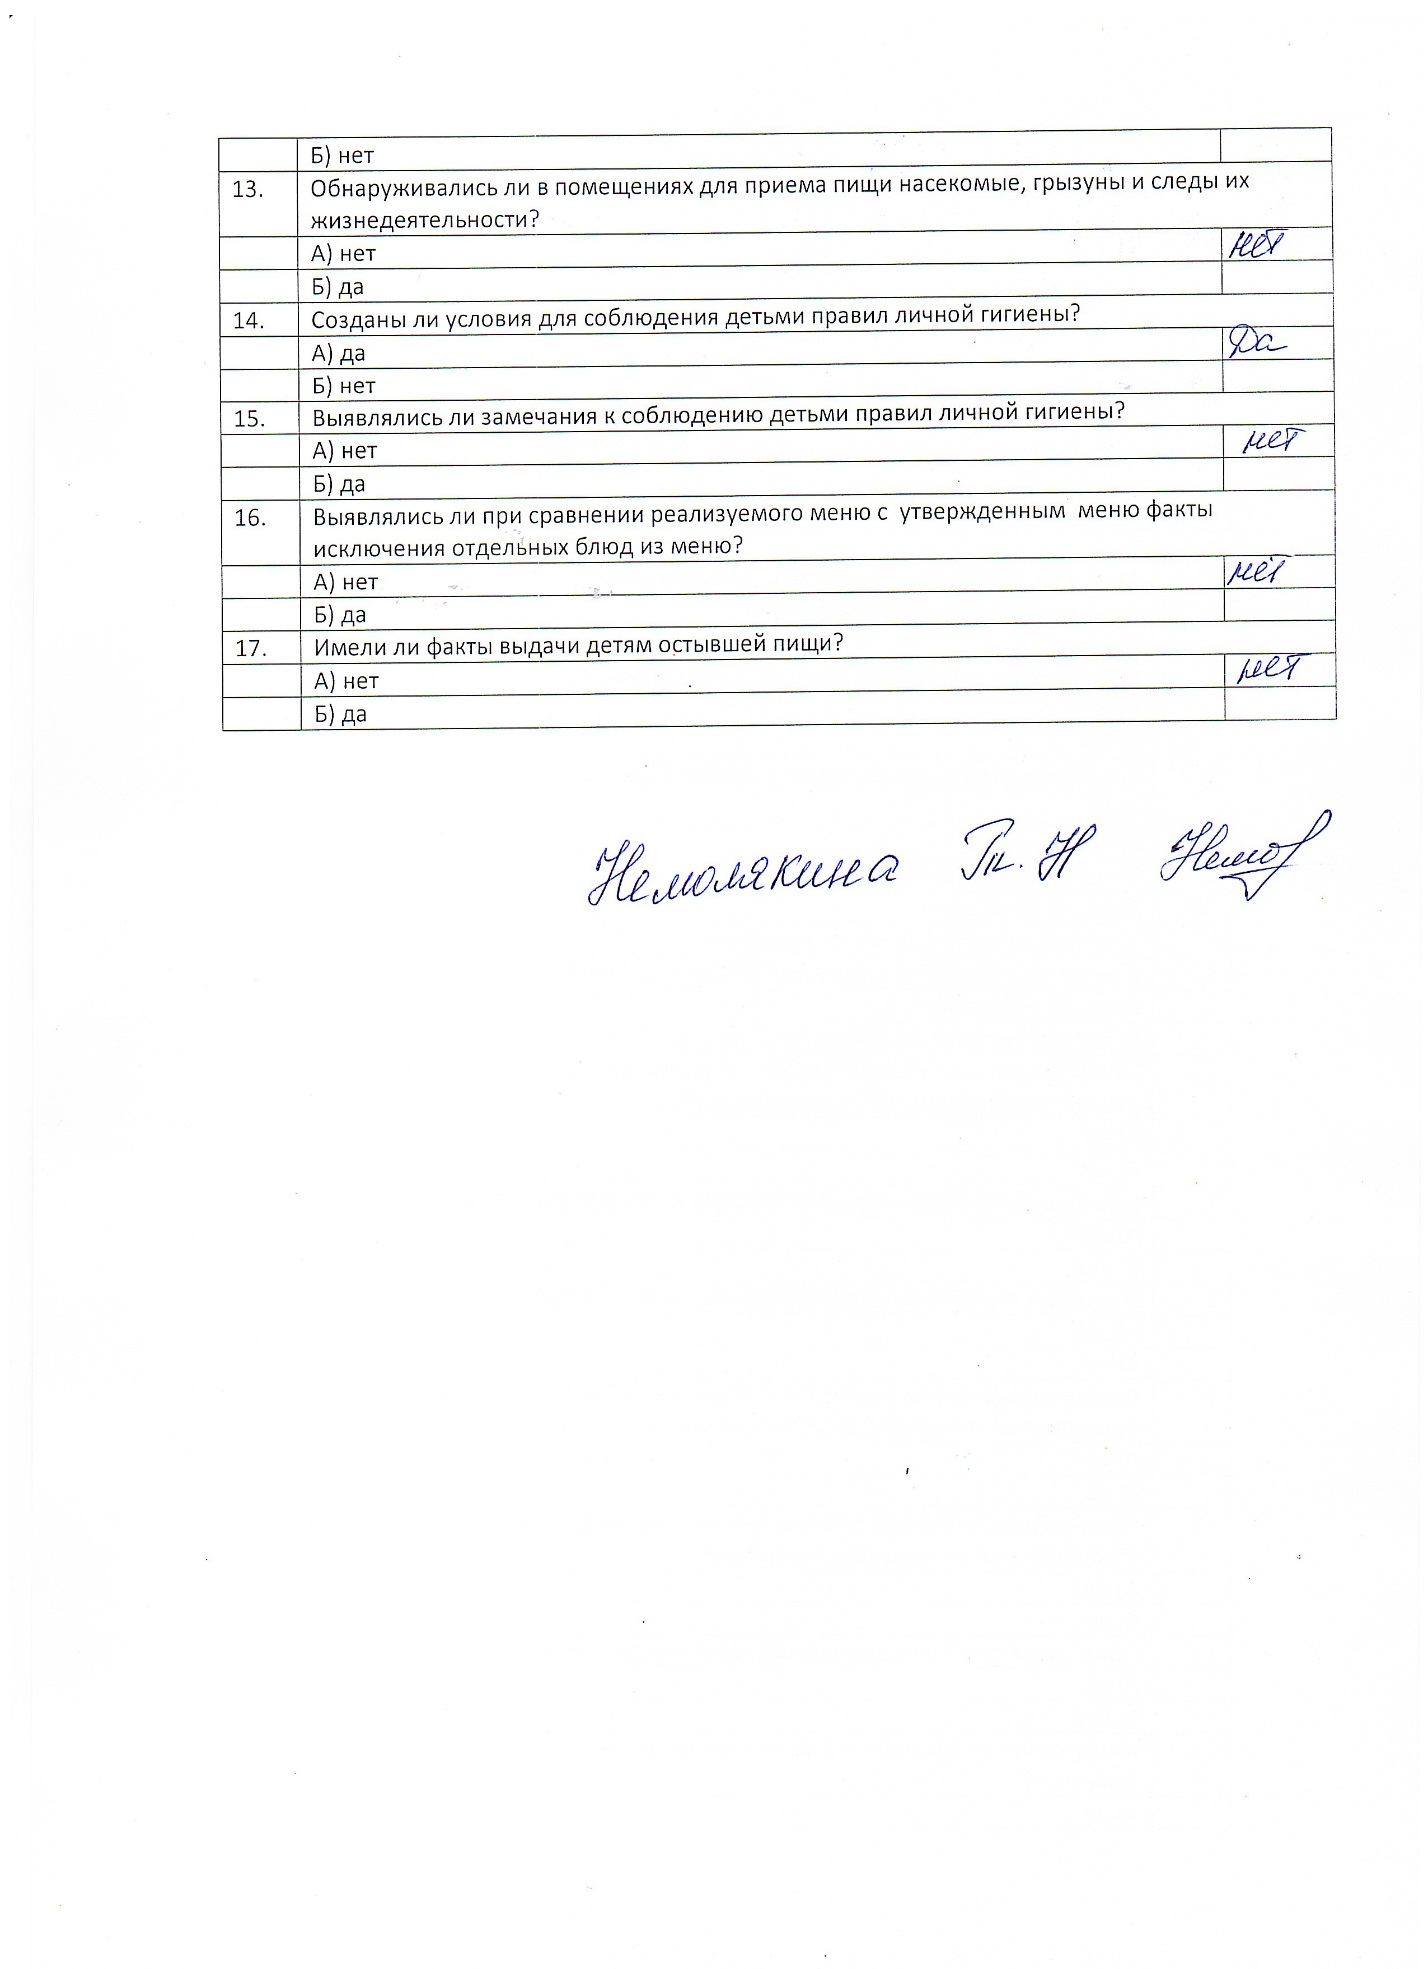 Б) нет
13. Обнаруживались ли в помещениях для приема пищи насекомые, грызуны и следы их
жизнедеятельности?
А) нет нет
Б) да
14. Созданы ли условия для соблюдения детьми правил личной гигиены?
А) да Да
Б) нет
15. Выявлялись ли замечания к соблюдению детьми правил личной гигиены?
А) нет нет
Б) да
16. Выявлялись ли при сравнении реализуемого меню с утвержденным меню факты
исключения отдельных блюд из меню?
А) нет нет
Б) да
17. Имели ли факты выдачи детям остывшей пищи?
А) нет нет
Б) да
Немолякина